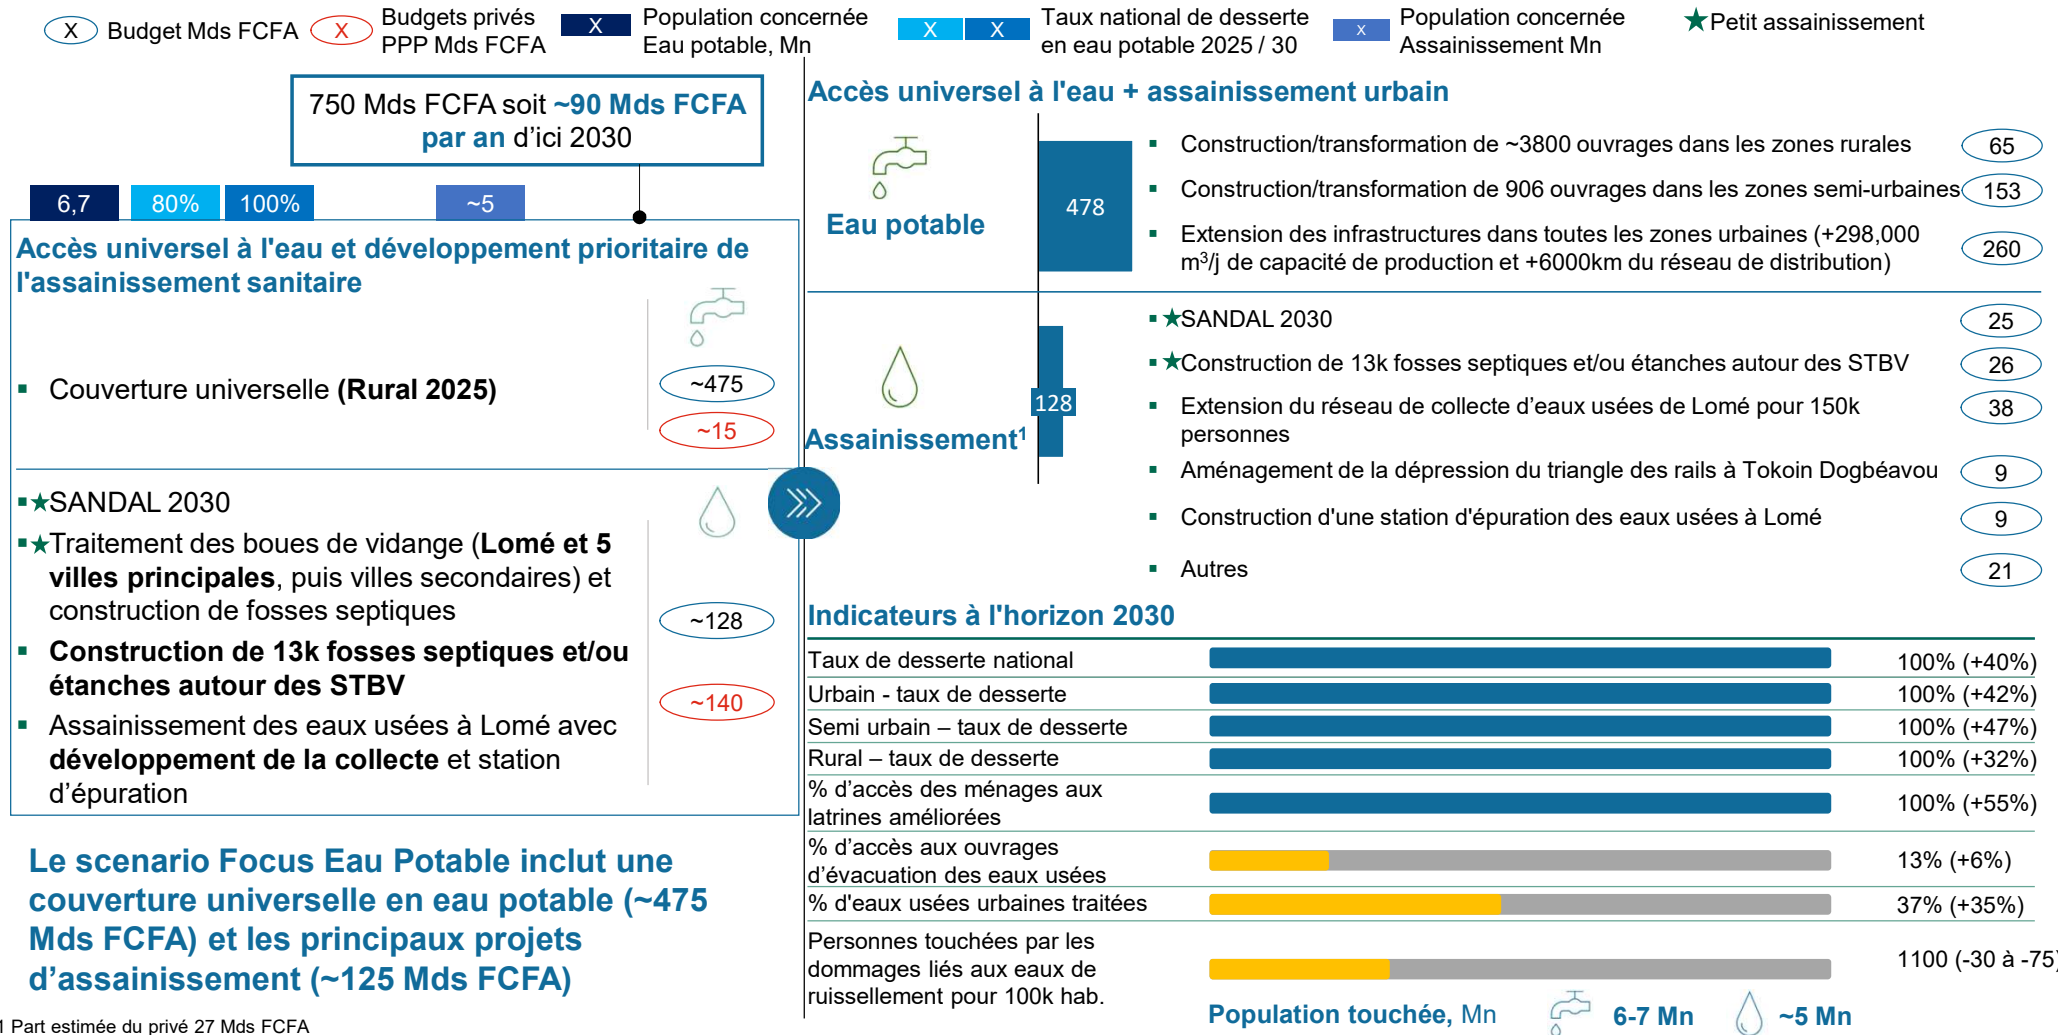 X Budget Mds FCFA
X Budgets privés
PPP Mds FCFA
X Population concernée
Eau potable, Mn
X X Taux national de desserte
en eau potable 2025 / 30
x Population concernée
Assainissement Mn
★Petit assainissement
750 Mds FCFA soit ~90 Mds FCFA
par an d’ici 2030
6,7 80% 100% ~5
Accès universel à l'eau et développement prioritaire de
l'assainissement sanitaire
▪ Couverture universelle (Rural 2025)
~475
~15
▪★SANDAL 2030
▪★Traitement des boues de vidange (Lomé et 5
villes principales, puis villes secondaires) et
construction de fosses septiques
▪ Construction de 13k fosses septiques et/ou
étanches autour des STBV
▪ Assainissement des eaux usées à Lomé avec
développement de la collecte et station
d’épuration
~128
~140
Le scenario Focus Eau Potable inclut une
couverture universelle en eau potable (~475
Mds FCFA) et les principaux projets
d’assainissement (~125 Mds FCFA)
1 Part estimée du privé 27 Mds FCFA
Accès universel à l'eau + assainissement urbain
Eau potable
478
▪ Construction/transformation de ~3800 ouvrages dans les zones rurales 65
▪ Construction/transformation de 906 ouvrages dans les zones semi-urbaines 153
▪ Extension des infrastructures dans toutes les zones urbaines (+298,000
m³/j de capacité de production et +6000km du réseau de distribution) 260
Assainissement¹
128
▪★SANDAL 2030 25
▪★Construction de 13k fosses septiques et/ou étanches autour des STBV 26
▪ Extension du réseau de collecte d’eaux usées de Lomé pour 150k
personnes 38
▪ Aménagement de la dépression du triangle des rails à Tokoin Dogbéavou 9
▪ Construction d'une station d'épuration des eaux usées à Lomé 9
▪ Autres 21
Indicateurs à l'horizon 2030
Taux de desserte national 100% (+40%)
Urbain - taux de desserte 100% (+42%)
Semi urbain – taux de desserte 100% (+47%)
Rural – taux de desserte 100% (+32%)
% d’accès des ménages aux
latrines améliorées 100% (+55%)
% d’accès aux ouvrages
d’évacuation des eaux usées 13% (+6%)
% d'eaux usées urbaines traitées 37% (+35%)
Personnes touchées par les
dommages liés aux eaux de
ruissellement pour 100k hab. 1100 (-30 à -75)
Population touchée, Mn 6-7 Mn ~5 Mn